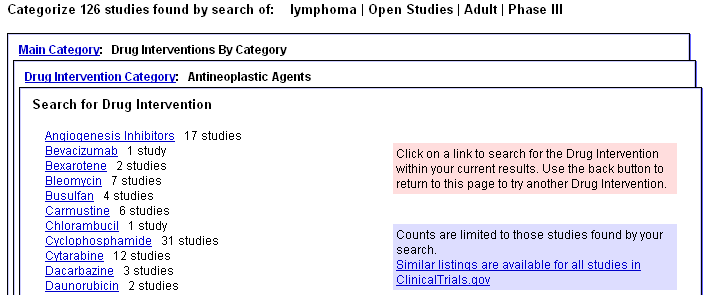 Categorize 126 studies found by search of: lymphoma | Open Studies | Adult | Phase III
Main Category: Drug Interventions By Category
Drug Intervention Category: Antineoplastic Agents
Search for Drug Intervention
Angiogenesis Inhibitors 17 studies
Bevacizumab 1 study
Bexarotene 2 studies
Bleomycin 7 studies
Busulfan 4 studies
Carmustine 6 studies
Chlorambucil 1 study
Cyclophosphamide 31 studies
Cytarabine 12 studies
Dacarbazine 3 studies
Daunorubicin 2 studies
Click on a link to search for the Drug Intervention
within your current results. Use the back button to
return to this page to try another Drug Intervention.
Counts are limited to those studies found by your
search.
Similar listings are available for all studies in
ClinicalTrials.gov